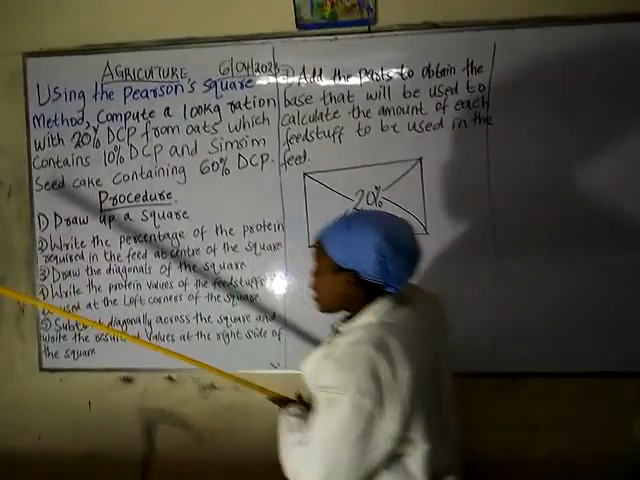 AGRICULTURE 6/04/202
Using the Pearson's square
Method, Compute a 100kg ration
with 20% DCP from oats which
Contains 10% DCP and Simsim
Seed cake containing 60% DCP.
Procedure.
1) Draw up a square
2) Write the percentage of the protein
required in the feed at centre of the square
3) Draw the diagonals of the square
4) Write the protein values of the feedstuffs
used at the left corners of the square
5) Subt diagonally across the square and
write the values at the right side of
the square
Add the parts to obtain the
base that will be used to
calculate the amount of each
feedstuff to be used in the
feed.
20%